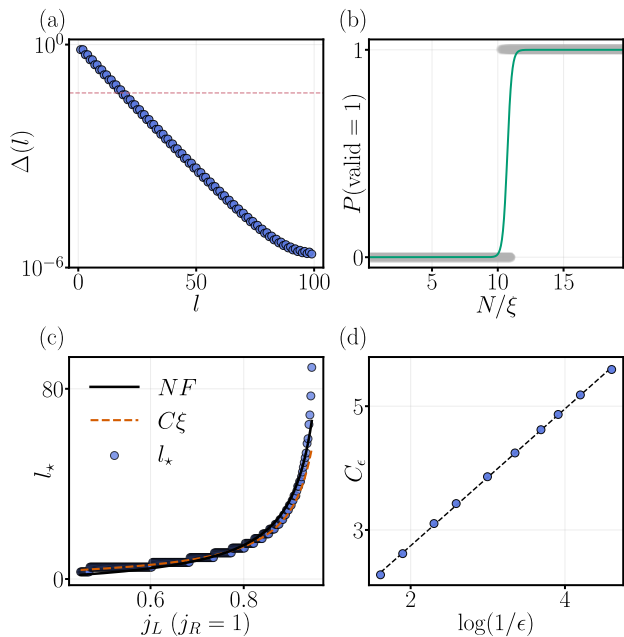 (a)
10^0
Δ(l)
10^−6
0
50
100
l
(b)
1
P(valid = 1)
0
5
10
15
N/ξ
(c)
80
l⋆
0
NF
Cξ
l⋆
0.6
0.8
j_L (j_R = 1)
(d)
5
C_ϵ
3
2
4
log(1/ϵ)